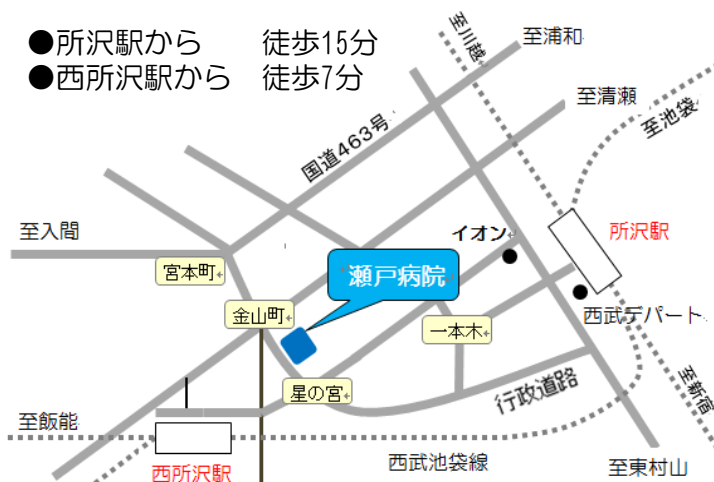 ●所沢駅から　徒歩15分
●西所沢駅から　徒歩7分
至川越
至浦和
至清瀬
至池袋
国道463号
至入間
イオン
所沢駅
宮本町
瀬戸病院
金山町
一本木
西武デパート
星の宮
行政道路
至新宿
至飯能
西武池袋線
西所沢駅
至東村山